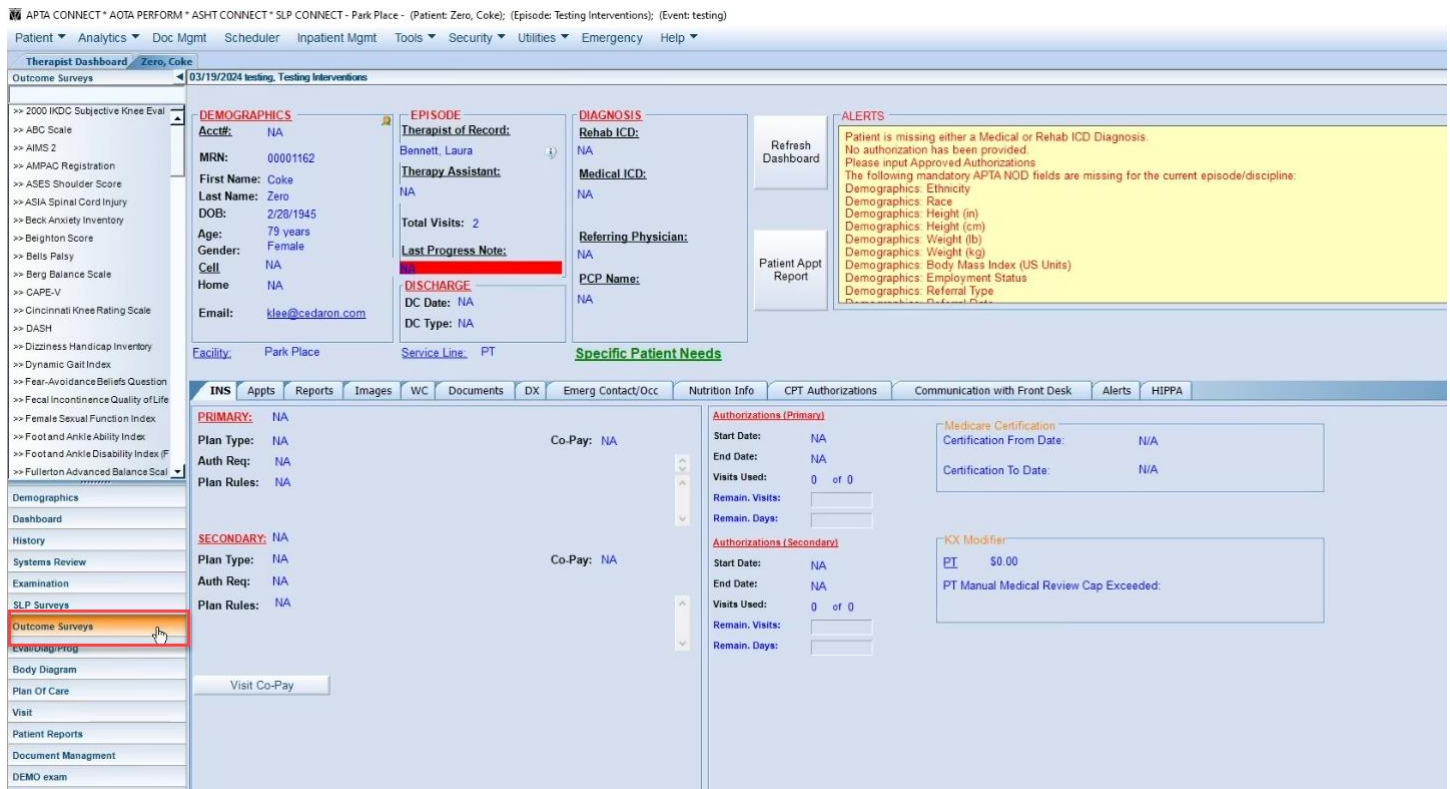 APTA CONNECT * AOTA PERFORM * ASHT CONNECT * SLP CONNECT - Park Place - (Patient: Zero, Coke); (Episode: Testing Interventions); (Event: testing)
Patient Analytics Doc Mgmt Scheduler Inpatient Mgmt Tools Security Utilities Emergency Help
Therapist Dashboard Zero, Coke
Outcome Surveys
03/19/2024 testing, Testing Interventions
>> 2000 IKDC Subjective Knee Eval
>> ABC Scale
>> AIMS 2
>> AMPAC Registration
>> ASES Shoulder Score
>> ASIA Spinal Cord Injury
>> Beck Anxiety Inventory
>> Beighton Score
>> Bells Palsy
>> Berg Balance Scale
>> CAPE-V
>> Cincinnati Knee Rating Scale
>> DASH
>> Dizziness Handicap Inventory
>> Dynamic Gait Index
>> Fear-Avoidance Beliefs Question
>> Fecal Incontinence Quality of Life
>> Female Sexual Function Index
>> Foot and Ankle Ability Index
>> Foot and Ankle Disability Index (F
>> Fullerton Advanced Balance Scal
Demographics
Dashboard
History
Systems Review
Examination
SLP Surveys
Outcome Surveys
Eval/Diag/Prog
Body Diagram
Plan Of Care
Visit
Patient Reports
Document Managment
DEMO exam
DEMOGRAPHICS
Acct#: NA
MRN: 00001162
First Name: Coke
Last Name: Zero
DOB: 2/28/1945
Age: 79 years
Gender: Female
Cell NA
Home NA
Email: klee@cedaron.com
Facility: Park Place
EPISODE
Therapist of Record:
Bennett, Laura
Therapy Assistant:
NA
Total Visits: 2
Last Progress Note:
NA
DISCHARGE
DC Date: NA
DC Type: NA
Service Line: PT
DIAGNOSIS
Rehab ICD:
NA
Medical ICD:
NA
Referring Physician:
NA
PCP Name:
NA
Specific Patient Needs
Refresh
Dashboard
Patient Appt
Report
ALERTS
Patient is missing either a Medical or Rehab ICD Diagnosis.
No authorization has been provided.
Please input Approved Authorizations
The following mandatory APTA NOD fields are missing for the current episode/discipline:
Demographics: Ethnicity
Demographics: Race
Demographics: Height (in)
Demographics: Height (cm)
Demographics: Weight (lb)
Demographics: Weight (kg)
Demographics: Body Mass Index (US Units)
Demographics: Employment Status
Demographics: Referral Type
Demographics: Referral Date
INS Appts Reports Images WC Documents DX Emerg Contact/Occ Nutrition Info CPT Authorizations Communication with Front Desk Alerts HIPPA
PRIMARY: NA
Plan Type: NA Co-Pay: NA
Auth Req: NA
Plan Rules: NA
SECONDARY: NA
Plan Type: NA Co-Pay: NA
Auth Req: NA
Plan Rules: NA
Visit Co-Pay
Authorizations (Primary)
Start Date: NA
End Date: NA
Visits Used: 0 of 0
Remain. Visits:
Remain. Days:
Authorizations (Secondary)
Start Date: NA
End Date: NA
Visits Used: 0 of 0
Remain. Visits:
Remain. Days:
Medicare Certification
Certification From Date: N/A
Certification To Date: N/A
KX Modifier
PT $0.00
PT Manual Medical Review Cap Exceeded: